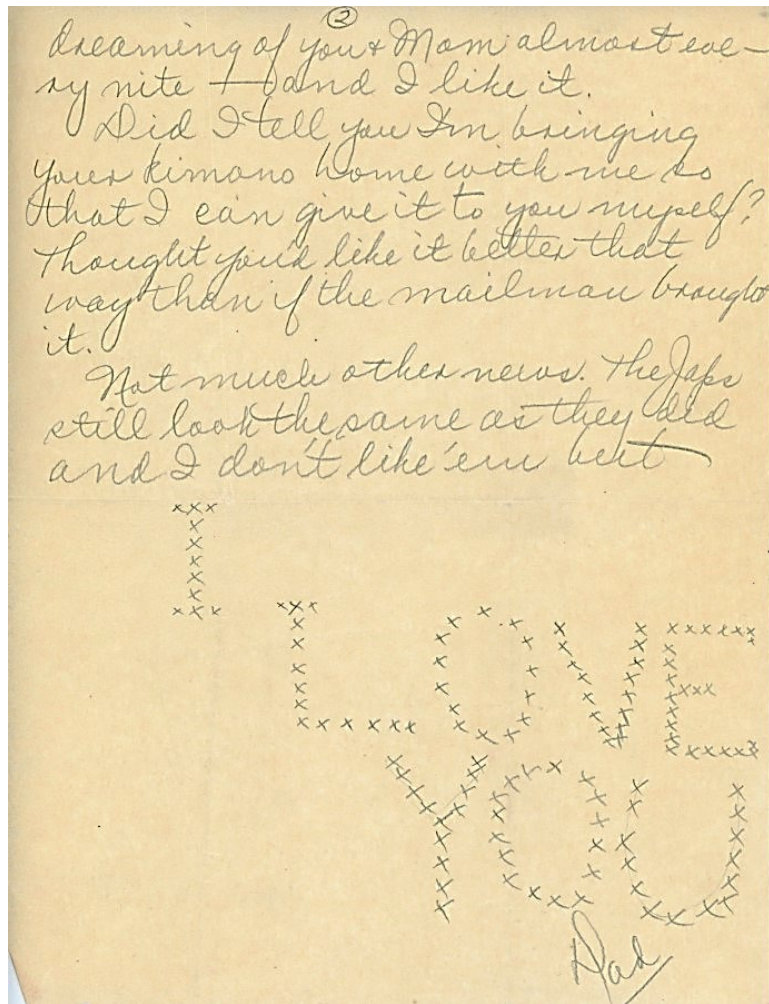 2
dreaming of you & Mom almost eve-
ry nite — and I like it.
Did I tell you I'm bringing
your kimono home with me so
that I can give it to you myself?
Thought you'd like it better that
way than if the mailman brought
it.
Not much other news. The Japs
still look the same as they did
and I don't like 'em but —
I
LOVE
YOU
Dad